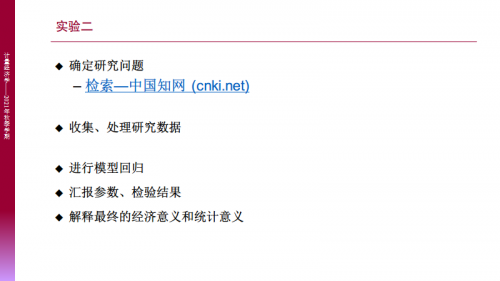 实验二
计量经济学——2021年秋季学期
◆ 确定研究问题
– 检索—中国知网 (cnki.net)
◆ 收集、处理研究数据
◆ 进行模型回归
◆ 汇报参数、检验结果
◆ 解释最终的经济意义和统计意义